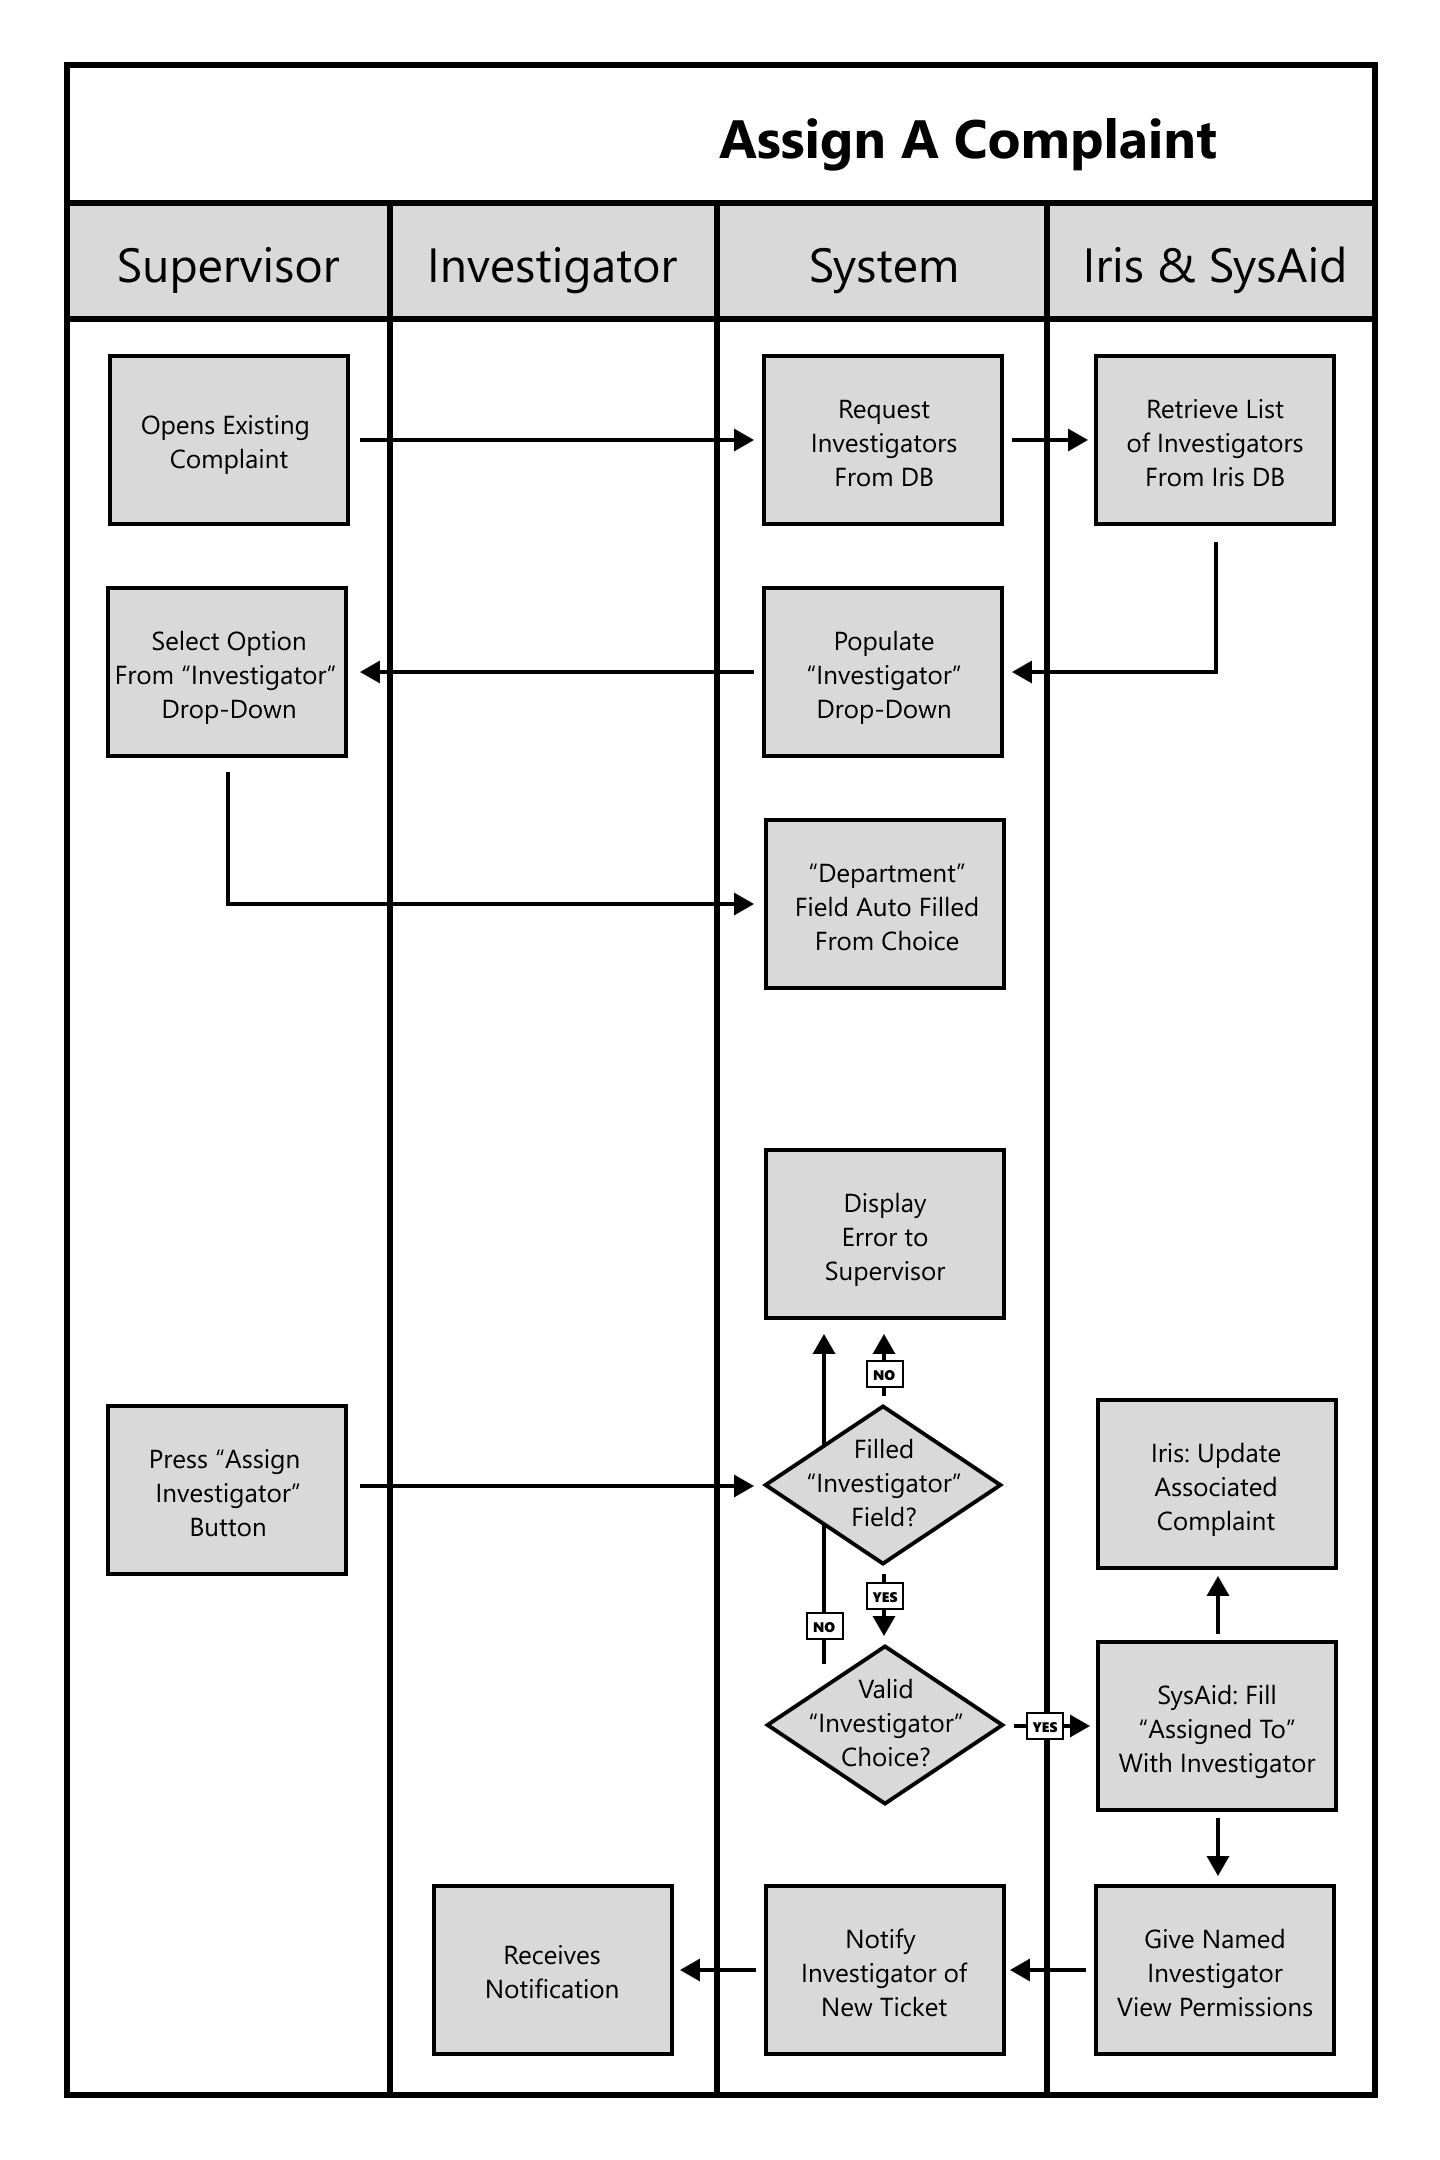 Assign A Complaint
Supervisor
Investigator
System
Iris & SysAid
Opens Existing
Complaint
Request
Investigators
From DB
Retrieve List
of Investigators
From Iris DB
Select Option
From “Investigator”
Drop-Down
Populate
“Investigator”
Drop-Down
“Department”
Field Auto Filled
From Choice
Display
Error to
Supervisor
NO
Press “Assign
Investigator”
Button
Filled
“Investigator”
Field?
Iris: Update
Associated
Complaint
YES
NO
Valid
“Investigator”
Choice?
YES
SysAid: Fill
“Assigned To”
With Investigator
Receives
Notification
Notify
Investigator of
New Ticket
Give Named
Investigator
View Permissions